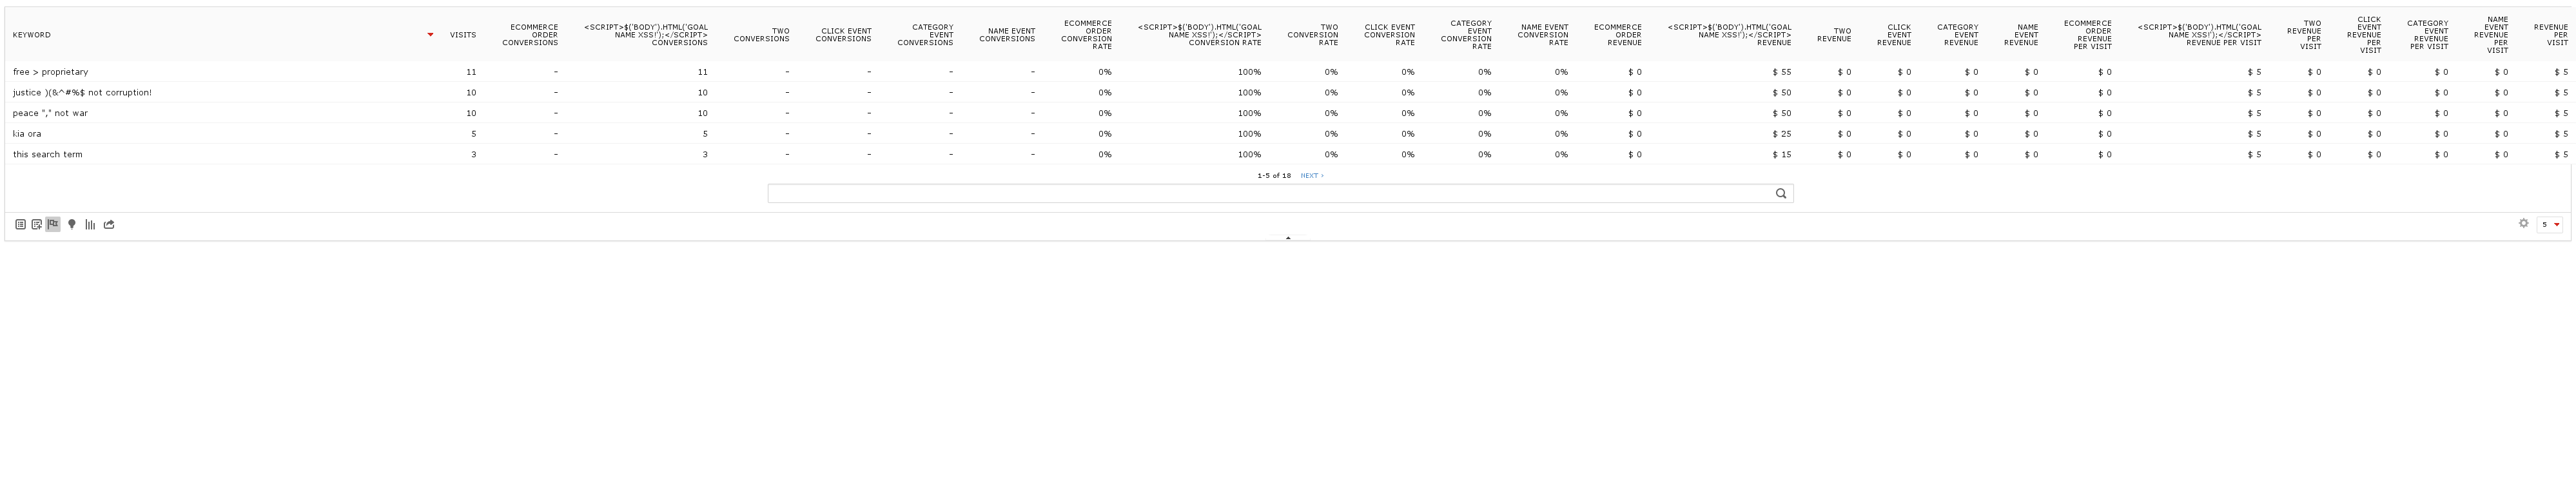 KEYWORD VISITS ECOMMERCE ORDER CONVERSIONS <SCRIPT>$('BODY').HTML('GOAL NAME XSS!');</SCRIPT> CONVERSIONS TWO CONVERSIONS CLICK EVENT CONVERSIONS CATEGORY EVENT CONVERSIONS NAME EVENT CONVERSIONS ECOMMERCE ORDER CONVERSION RATE <SCRIPT>$('BODY').HTML('GOAL NAME XSS!');</SCRIPT> CONVERSION RATE TWO CONVERSION RATE CLICK EVENT CONVERSION RATE CATEGORY EVENT CONVERSION RATE NAME EVENT CONVERSION RATE ECOMMERCE ORDER REVENUE <SCRIPT>$('BODY').HTML('GOAL NAME XSS!');</SCRIPT> REVENUE TWO REVENUE CLICK EVENT REVENUE CATEGORY EVENT REVENUE NAME EVENT REVENUE ECOMMERCE ORDER REVENUE PER VISIT <SCRIPT>$('BODY').HTML('GOAL NAME XSS!');</SCRIPT> REVENUE PER VISIT TWO REVENUE PER VISIT CLICK EVENT REVENUE PER VISIT CATEGORY EVENT REVENUE PER VISIT NAME EVENT REVENUE PER VISIT REVENUE PER VISIT
free > proprietary 11 - 11 - - - - 0% 100% 0% 0% 0% 0% $ 0 $ 55 $ 0 $ 0 $ 0 $ 0 $ 0 $ 5 $ 0 $ 0 $ 0 $ 0 $ 5
justice )(&^#%$ not corruption! 10 - 10 - - - - 0% 100% 0% 0% 0% 0% $ 0 $ 50 $ 0 $ 0 $ 0 $ 0 $ 0 $ 5 $ 0 $ 0 $ 0 $ 0 $ 5
peace "," not war 10 - 10 - - - - 0% 100% 0% 0% 0% 0% $ 0 $ 50 $ 0 $ 0 $ 0 $ 0 $ 0 $ 5 $ 0 $ 0 $ 0 $ 0 $ 5
kia ora 5 - 5 - - - - 0% 100% 0% 0% 0% 0% $ 0 $ 25 $ 0 $ 0 $ 0 $ 0 $ 0 $ 5 $ 0 $ 0 $ 0 $ 0 $ 5
this search term 3 - 3 - - - - 0% 100% 0% 0% 0% 0% $ 0 $ 15 $ 0 $ 0 $ 0 $ 0 $ 0 $ 5 $ 0 $ 0 $ 0 $ 0 $ 5
1-5 of 18 NEXT ›
5